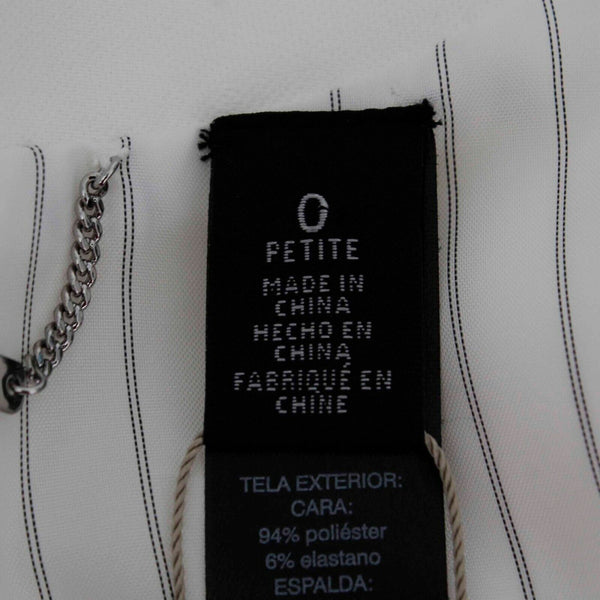 0
PETITE
MADE IN
CHINA
HECHO EN
CHINA
FABRIQUÉ EN
CHINE
TELA EXTERIOR:
CARA:
94% poliéster
6% elastano
ESPALDA: